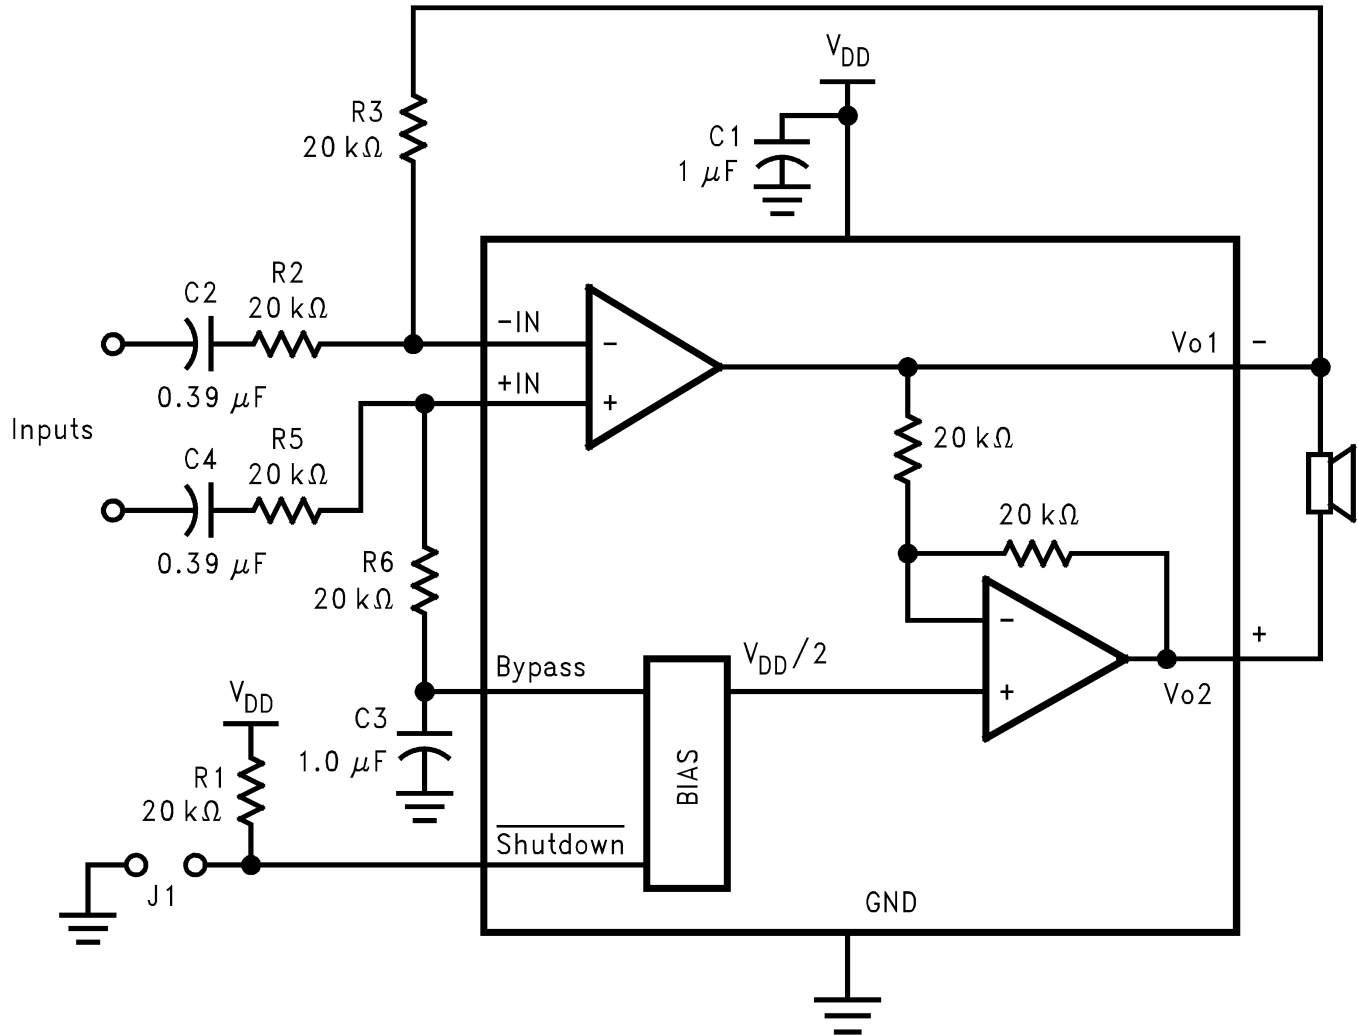 V_DD
R3
20 kΩ
C1
1 μF
R2
20 kΩ
C2
0.39 μF
-IN
-
+IN
+
Vo1
-
Inputs
R5
20 kΩ
C4
0.39 μF
20 kΩ
20 kΩ
R6
20 kΩ
-
+
+
Vo2
Bypass
V_DD/2
C3
1.0 μF
BIAS
V_DD
R1
20 kΩ
Shutdown
J1
GND